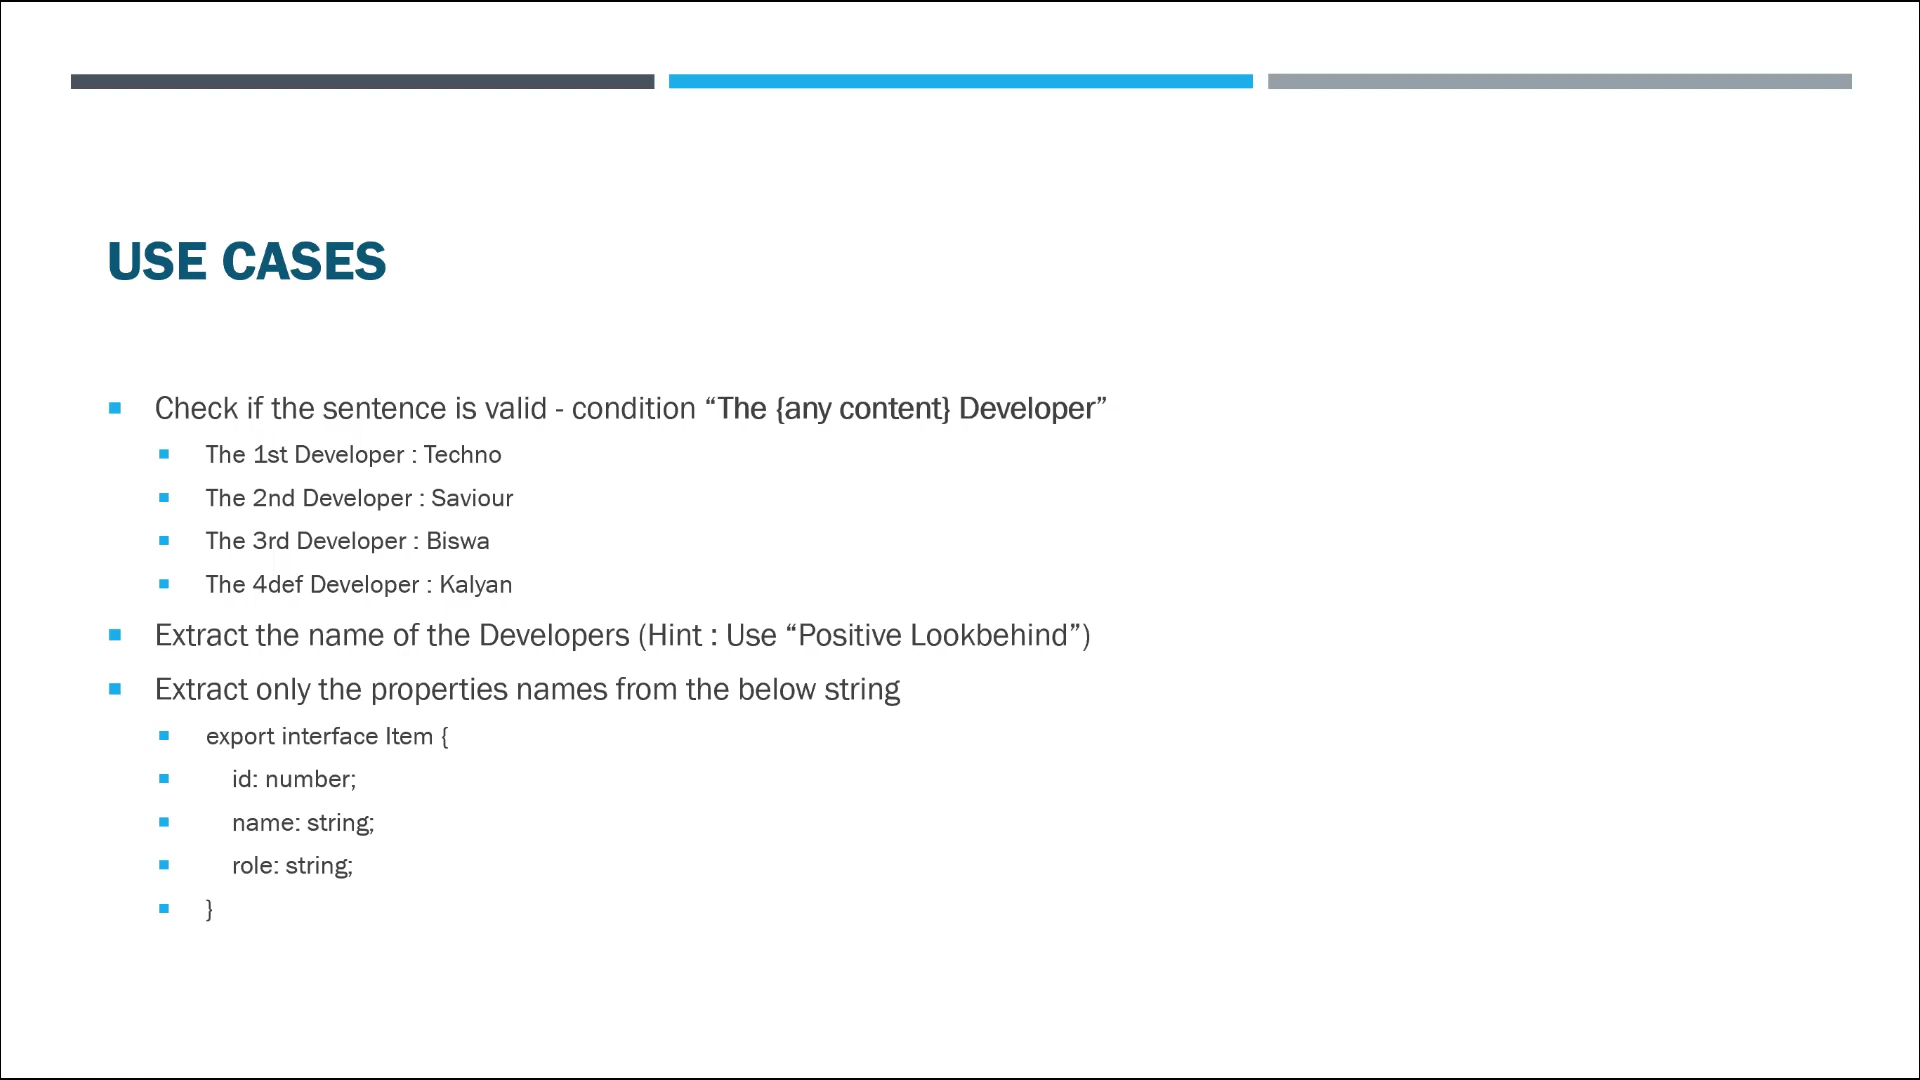 USE CASES
Check if the sentence is valid - condition “The {any content} Developer”
The 1st Developer : Techno
The 2nd Developer : Saviour
The 3rd Developer : Biswa
The 4def Developer : Kalyan
Extract the name of the Developers (Hint : Use “Positive Lookbehind”)
Extract only the properties names from the below string
export interface Item {
id: number;
name: string;
role: string;
}